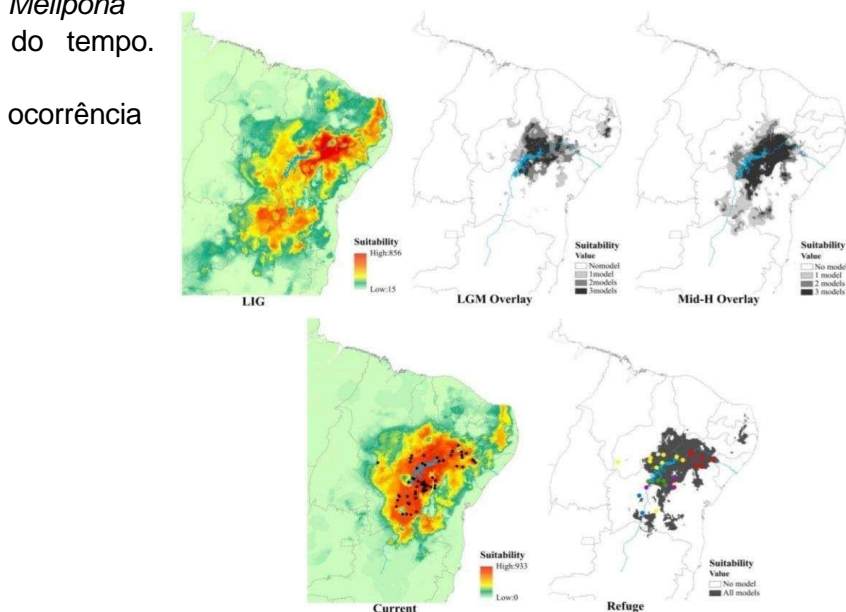 Melipona
do tempo.
ocorrência
Suitability
High:856
Low:15
LIG
Suitability
Value
Nomodel
1model
2models
3models
LGM Overlay
Suitability
Value
No model
1 model
2 models
3 models
Mid-H Overlay
Suitability
High:933
Low:0
Current
Suitability
Value
No model
All models
Refuge